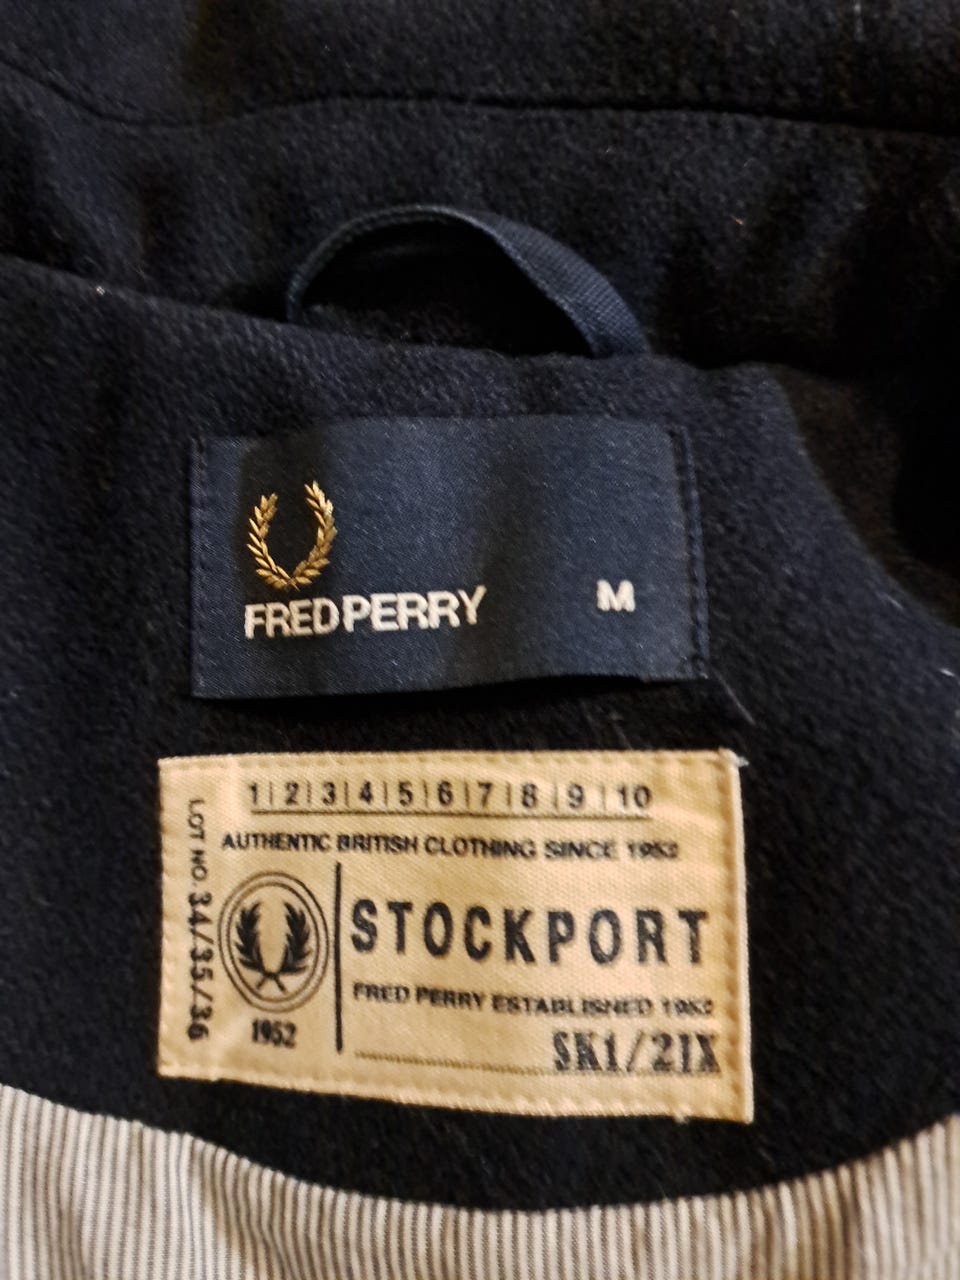 FRED PERRY
M
1|2|3|4|5|6|7|8|9|10
AUTHENTIC BRITISH CLOTHING SINCE 1952
LOT NO. 34/35/36
STOCKPORT
FRED PERRY ESTABLISHED 1952
1952
SK1/2JX